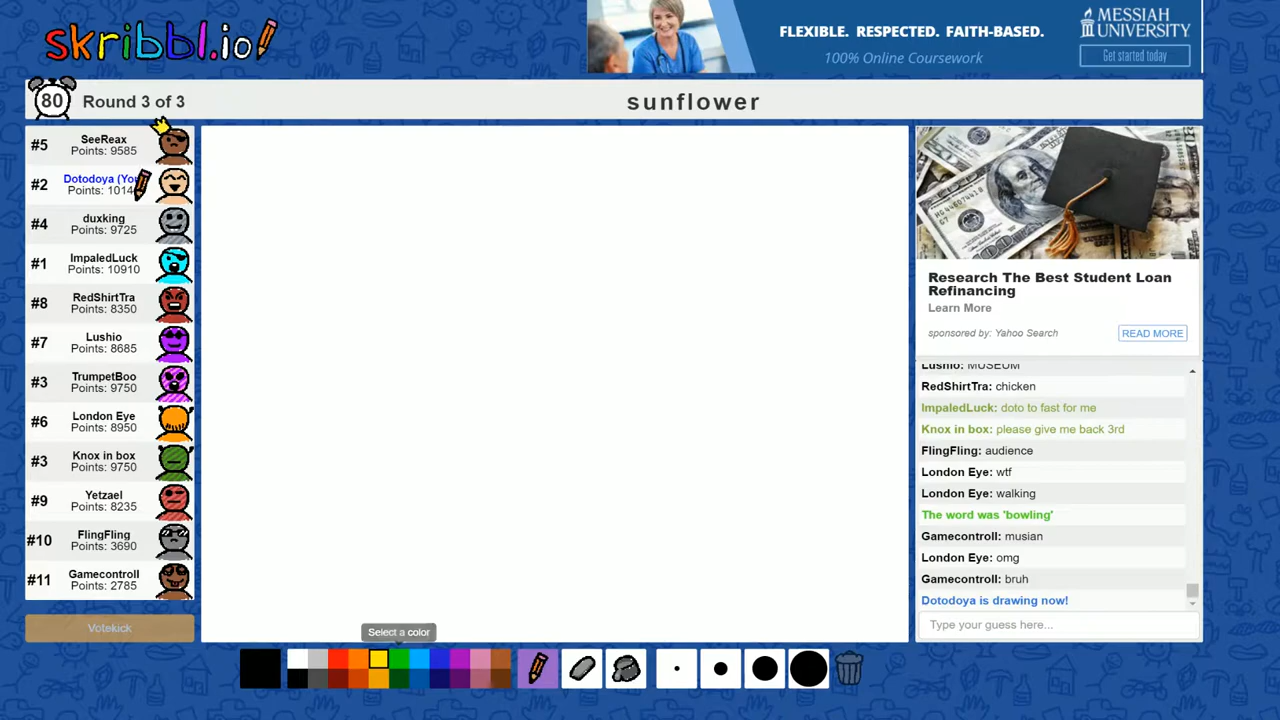 skribbl.io!
FLEXIBLE. RESPECTED. FAITH-BASED.
100% Online Coursework
MESSIAH
UNIVERSITY
Get started today
80
Round 3 of 3
sunflower
#5 SeeReax
Points: 9585
#2 Dotodoya (You
Points: 1014
#4 duxking
Points: 9725
#1 ImpaledLuck
Points: 10910
#8 RedShirtTra
Points: 8350
#7 Lushio
Points: 8685
#3 TrumpetBoo
Points: 9750
#6 London Eye
Points: 8950
#3 Knox in box
Points: 9750
#9 Yetzael
Points: 8235
#10 FlingFling
Points: 3690
#11 Gamecontroll
Points: 2785
Votekick
Select a color
Research The Best Student Loan
Refinancing
Learn More
sponsored by: Yahoo Search
READ MORE
Lushio: MUSEUM
RedShirtTra: chicken
ImpaledLuck: doto to fast for me
Knox in box: please give me back 3rd
FlingFling: audience
London Eye: wtf
London Eye: walking
The word was 'bowling'
Gamecontroll: musian
London Eye: omg
Gamecontroll: bruh
Dotodoya is drawing now!
Type your guess here...